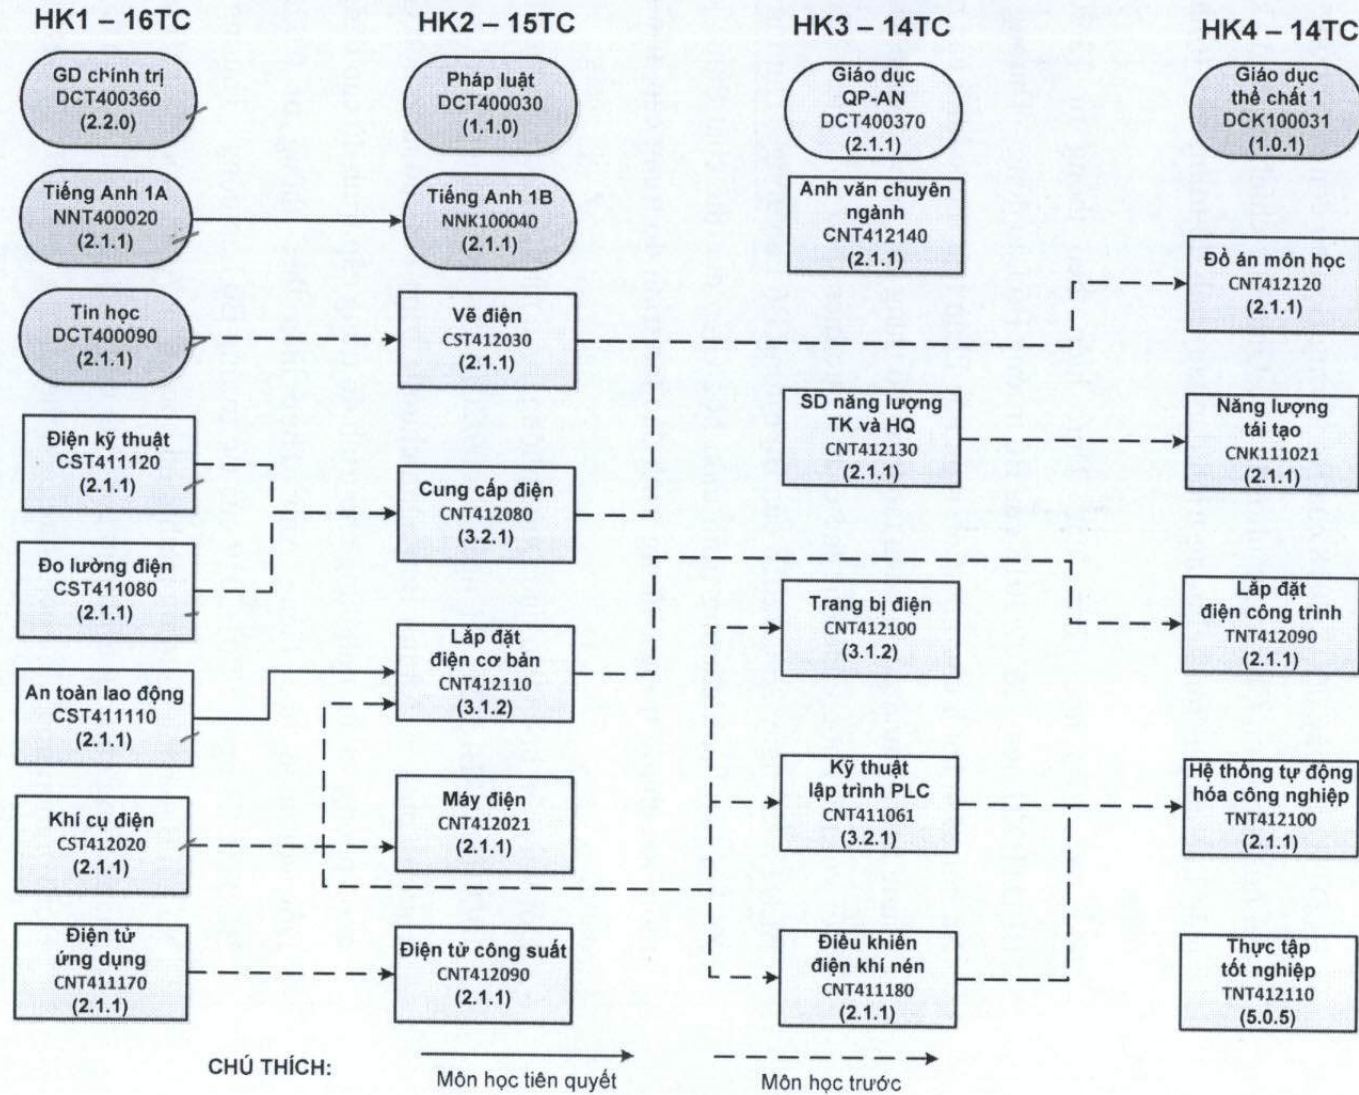 HK1 – 16TC
GD chính trị
DCT400360
(2.2.0)
Tiếng Anh 1A
NNT400020
(2.1.1)
Tin học
DCT400090
(2.1.1)
Điện kỹ thuật
CST411120
(2.1.1)
Đo lường điện
CST411080
(2.1.1)
An toàn lao động
CST411110
(2.1.1)
Khí cụ điện
CST412020
(2.1.1)
Điện tử
ứng dụng
CNT411170
(2.1.1)
HK2 – 15TC
Pháp luật
DCT400030
(1.1.0)
Tiếng Anh 1B
NNK100040
(2.1.1)
Vẽ điện
CST412030
(2.1.1)
Cung cấp điện
CNT412080
(3.2.1)
Lắp đặt
điện cơ bản
CNT412110
(3.1.2)
Máy điện
CNT412021
(2.1.1)
Điện tử công suất
CNT412090
(2.1.1)
HK3 – 14TC
Giáo dục
QP-AN
DCT400370
(2.1.1)
Anh văn chuyên
ngành
CNT412140
(2.1.1)
SD năng lượng
TK và HQ
CNT412130
(2.1.1)
Trang bị điện
CNT412100
(3.1.2)
Kỹ thuật
lập trình PLC
CNT411061
(3.2.1)
Điều khiển
điện khí nén
CNT411180
(2.1.1)
HK4 – 14TC
Giáo dục
thể chất 1
DCK100031
(1.0.1)
Đồ án môn học
CNT412120
(2.1.1)
Năng lượng
tái tạo
CNK111021
(2.1.1)
Lắp đặt
điện công trình
TNT412090
(2.1.1)
Hệ thống tự động
hóa công nghiệp
TNT412100
(2.1.1)
Thực tập
tốt nghiệp
TNT412110
(5.0.5)
CHÚ THÍCH:
Môn học tiên quyết
Môn học trước